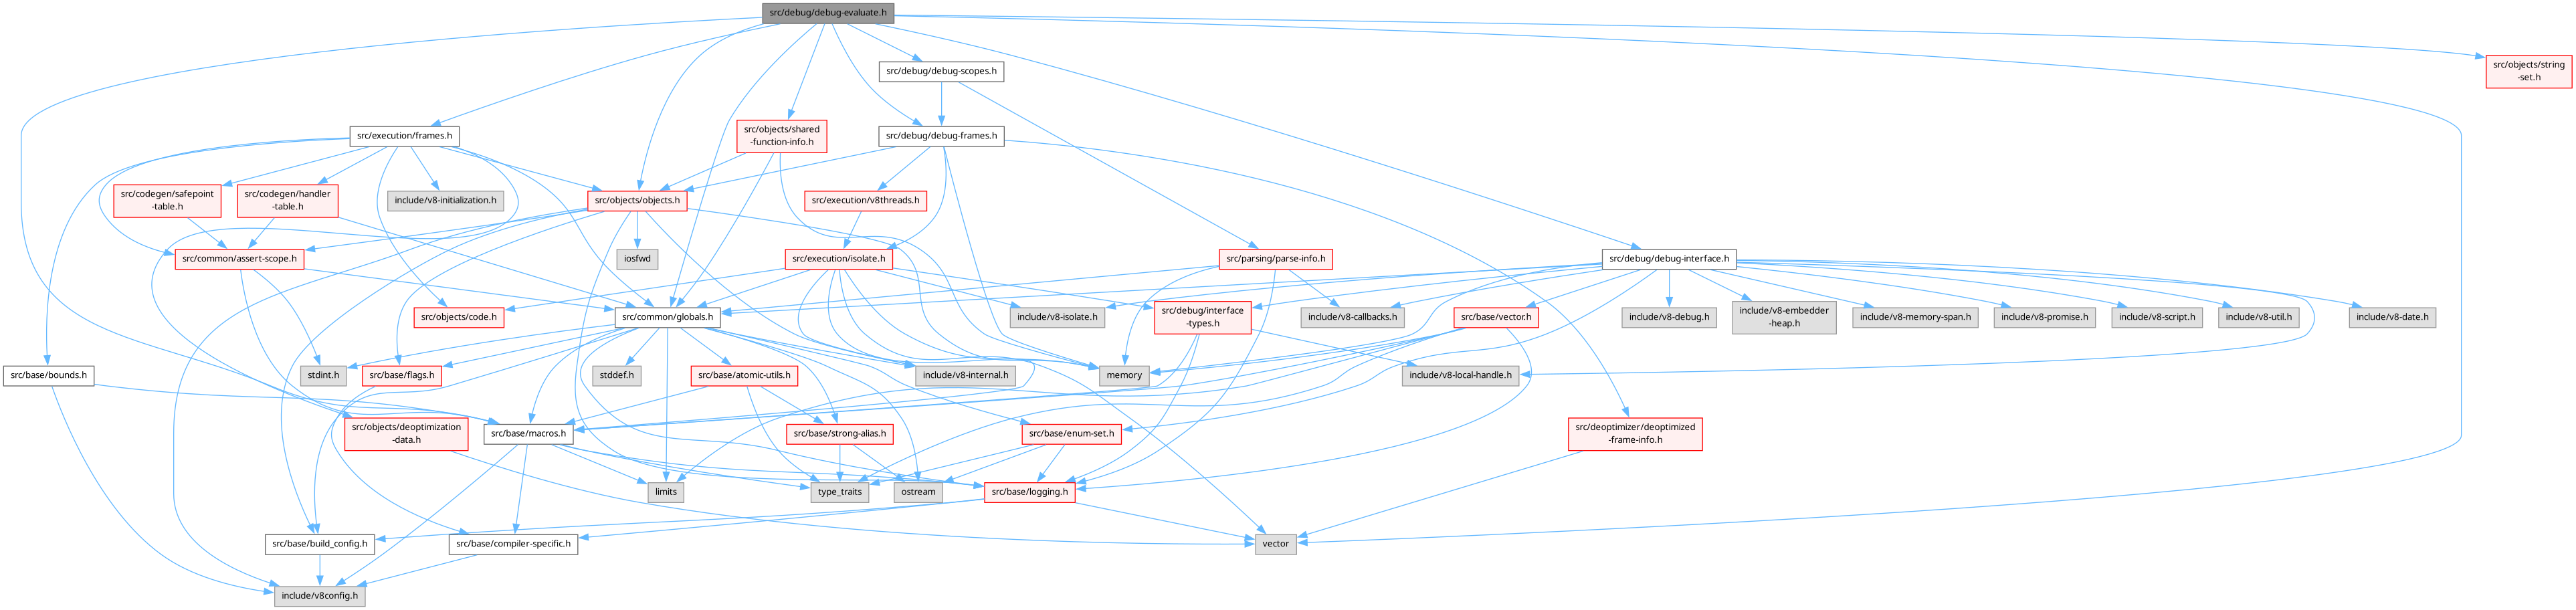 src/debug/debug-evaluate.h
src/objects/string
-set.h
src/debug/debug-scopes.h
src/execution/frames.h
src/objects/shared
-function-info.h
src/debug/debug-frames.h
src/codegen/safepoint
-table.h
src/codegen/handler
-table.h
include/v8-initialization.h
src/objects/objects.h
src/execution/v8threads.h
src/common/assert-scope.h
iosfwd
src/execution/isolate.h
src/parsing/parse-info.h
src/debug/debug-interface.h
src/objects/code.h
src/common/globals.h
include/v8-isolate.h
src/debug/interface
-types.h
include/v8-callbacks.h
src/base/vector.h
include/v8-debug.h
include/v8-embedder
-heap.h
include/v8-memory-span.h
include/v8-promise.h
include/v8-script.h
include/v8-util.h
include/v8-date.h
src/base/bounds.h
stdint.h
src/base/flags.h
stddef.h
src/base/atomic-utils.h
include/v8-internal.h
memory
include/v8-local-handle.h
src/objects/deoptimization
-data.h
src/base/macros.h
src/base/strong-alias.h
src/base/enum-set.h
src/deoptimizer/deoptimized
-frame-info.h
limits
type_traits
ostream
src/base/logging.h
src/base/build_config.h
src/base/compiler-specific.h
vector
include/v8config.h